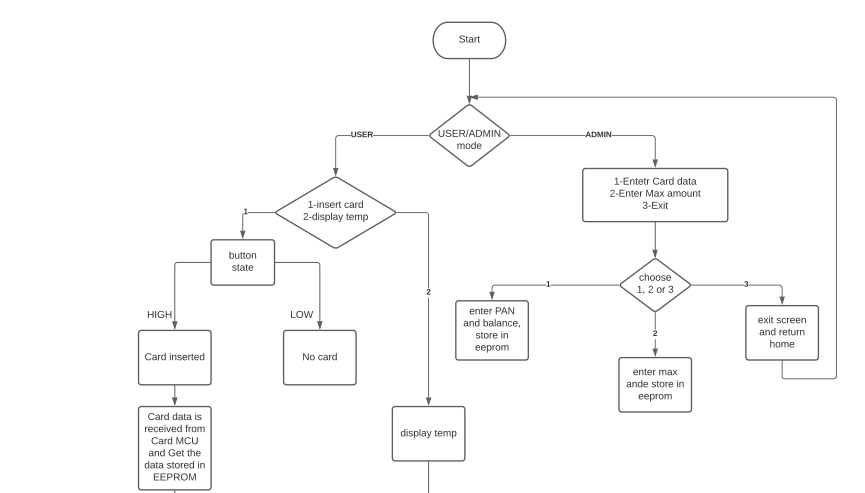 Start
USER/ADMIN
mode
USER
ADMIN
1-Entetr Card data
2-Enter Max amount
3-Exit
1-insert card
2-display temp
1
2
button
state
HIGH
LOW
Card inserted
No card
Card data is
received from
Card MCU
and Get the
data stored in
EEPROM
display temp
choose
1, 2 or 3
1
2
3
enter PAN
and balance,
store in
eeprom
enter max
ande store in
eeprom
exit screen
and return
home